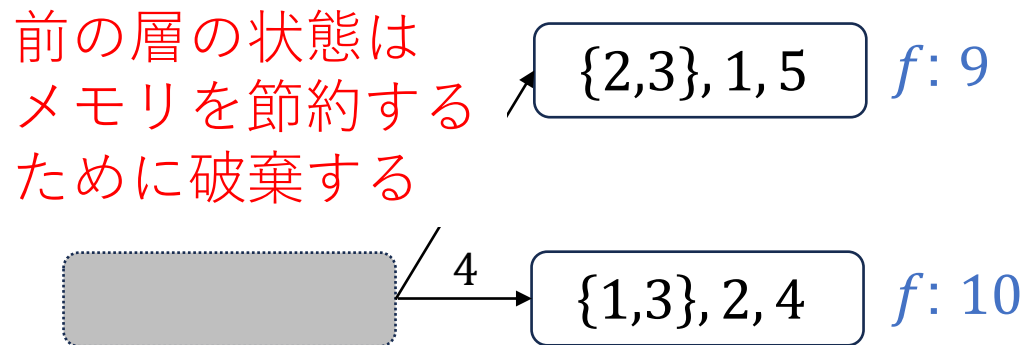 前の層の状態は
メモリを節約する
ために破棄する
{2,3}, 1, 5
f: 9
4
{1,3}, 2, 4
f: 10